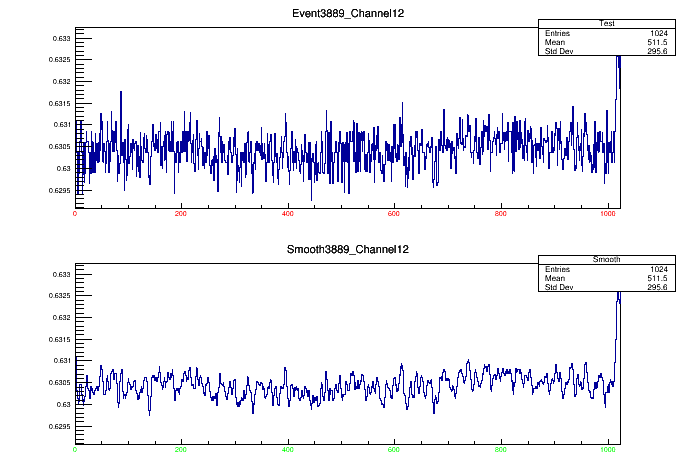 Event3889_Channel12
Test
Entries 1024
Mean 511.5
Std Dev 295.6
0.633
0.6325
0.632
0.6315
0.631
0.6305
0.63
0.6295
0 200 400 600 800 1000
Smooth3889_Channel12
Smooth
Entries 1024
Mean 511.5
Std Dev 295.6
0.633
0.6325
0.632
0.6315
0.631
0.6305
0.63
0.6295
0 200 400 600 800 1000